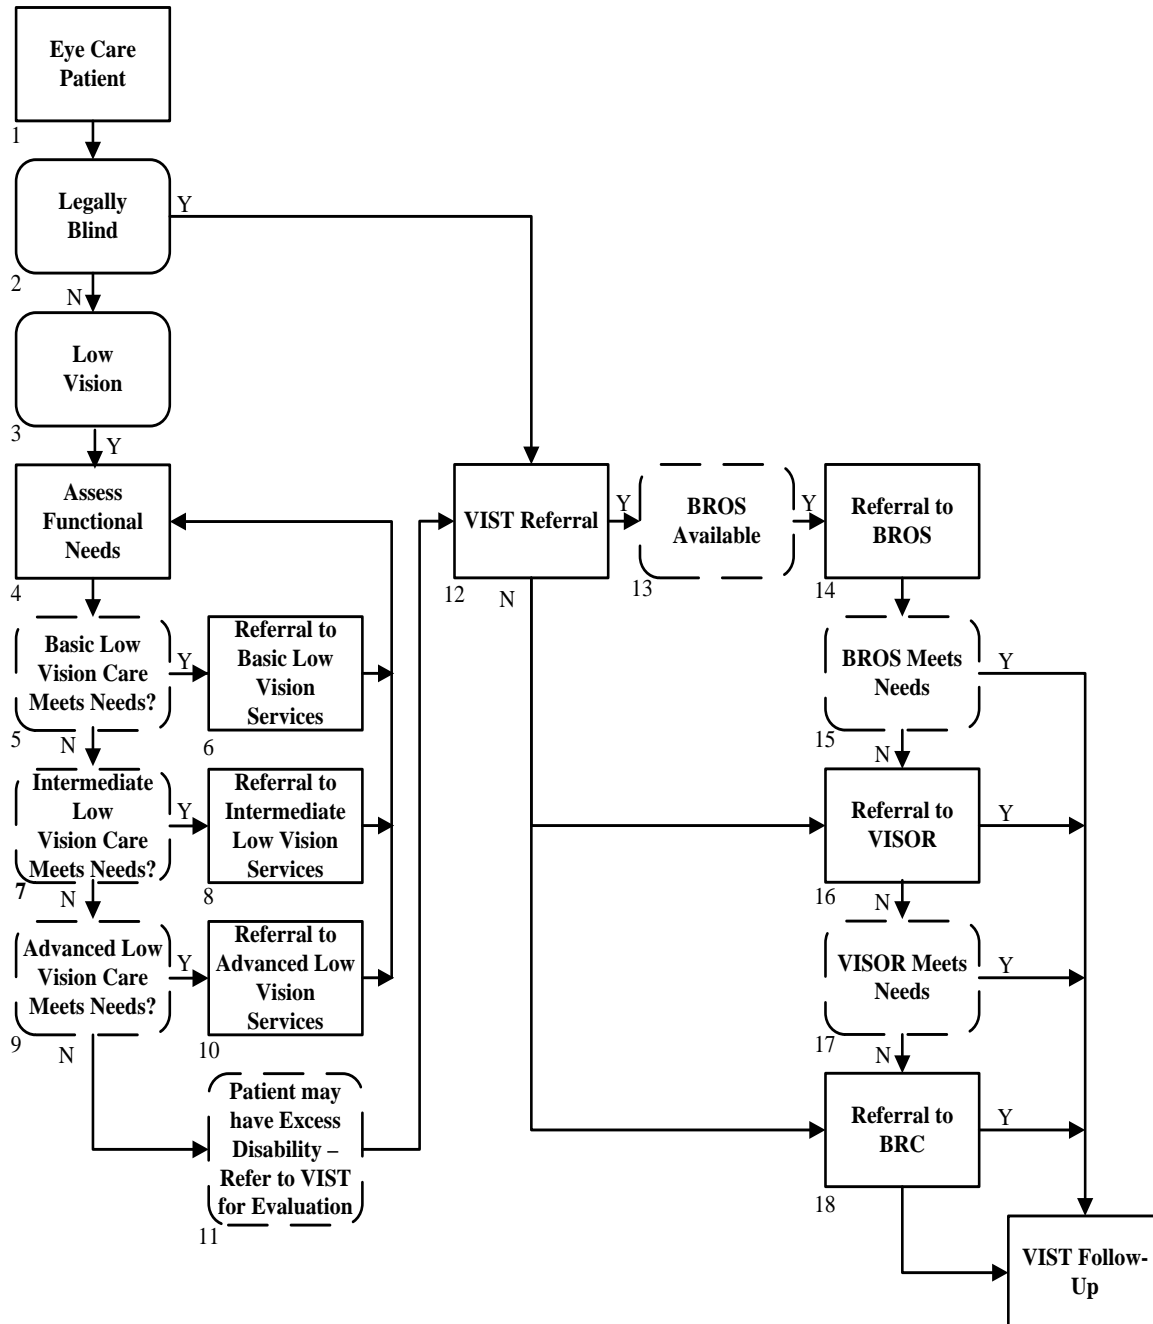 Eye Care
Patient
1
Legally
Blind
Y
2
N
Low
Vision
3
Y
Assess
Functional
Needs
4
Basic Low
Vision Care
Meets Needs?
Y
5
N
Referral to
Basic Low
Vision
Services
6
Intermediate
Low
Vision Care
Meets Needs?
Y
7
N
Referral to
Intermediate
Low Vision
Services
8
Advanced Low
Vision Care
Meets Needs?
Y
9
N
Referral to
Advanced Low
Vision
Services
10
Patient may
have Excess
Disability –
Refer to VIST
for Evaluation
11
VIST Referral
Y
12
N
BROS
Available
Y
13
Referral to
BROS
14
BROS Meets
Needs
Y
15
N
Referral to
VISOR
Y
16
N
VISOR Meets
Needs
Y
17
N
Referral to
BRC
Y
18
VIST Follow-
Up